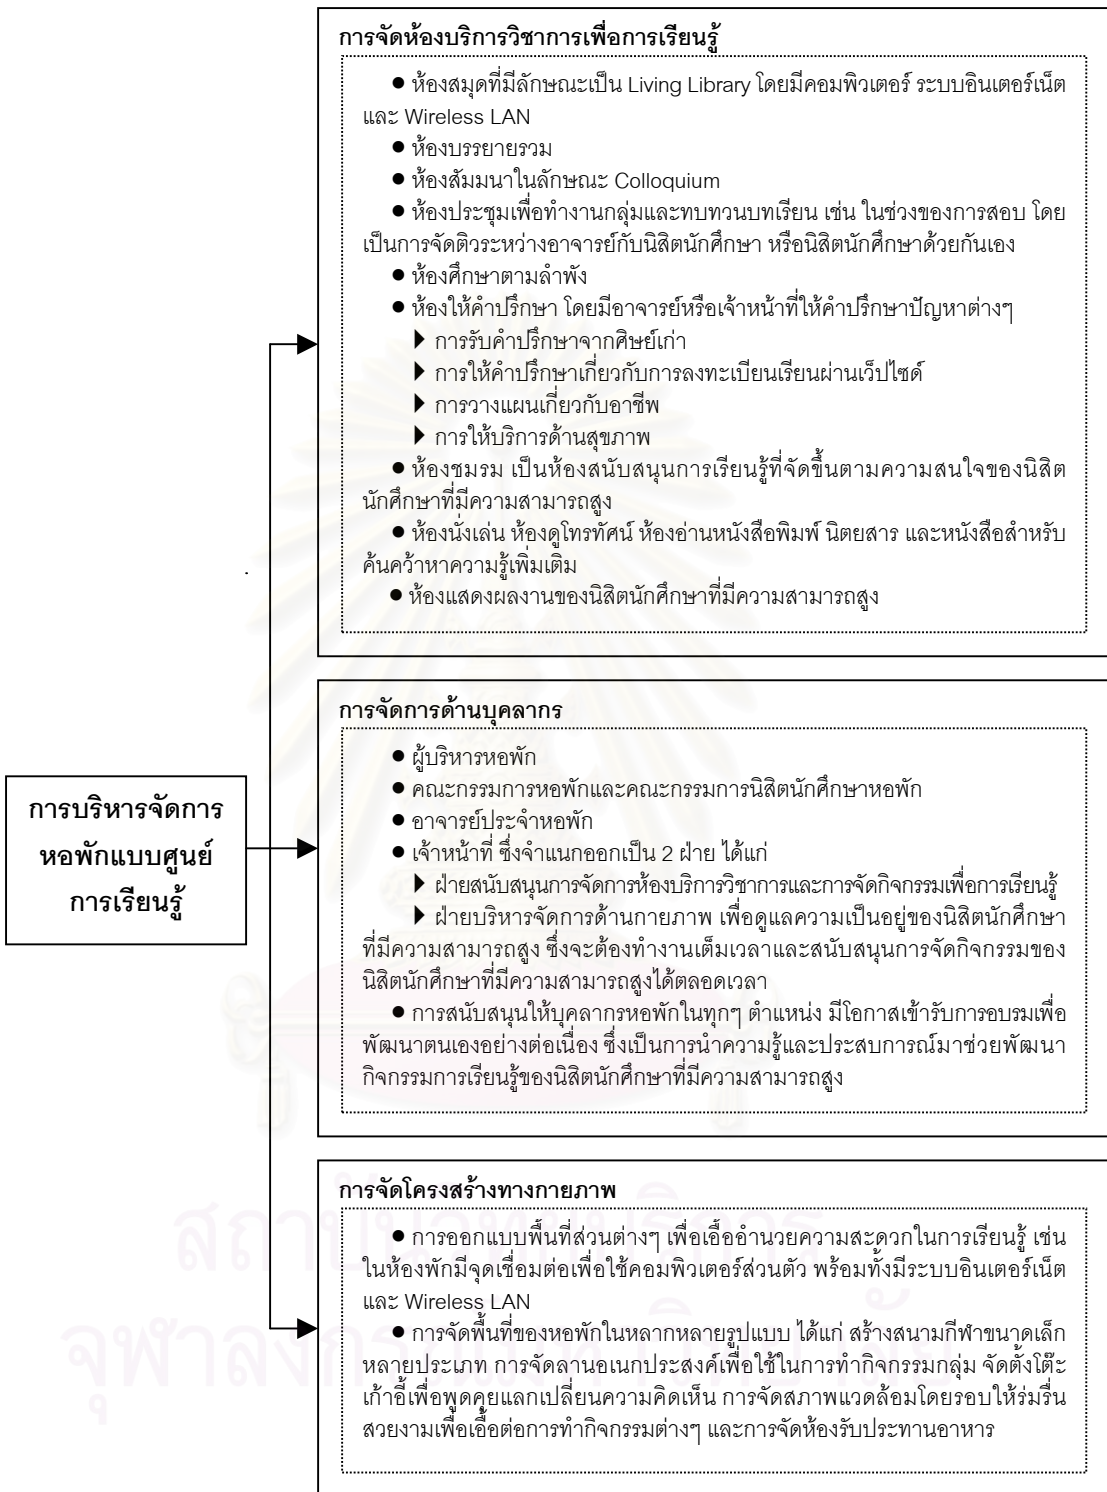 การจัดห้องบริการวิชาการเพื่อการเรียนรู้
● ห้องสมุดที่มีลักษณะเป็น Living Library โดยมีคอมพิวเตอร์ ระบบอินเตอร์เน็ต
และ Wireless LAN
● ห้องบรรยายรวม
● ห้องสัมมนาในลักษณะ Colloquium
● ห้องประชุมเพื่อทำงานกลุ่มและทบทวนบทเรียน เช่น ในช่วงของการสอบ โดย
เป็นการจัดติวระหว่างอาจารย์กับนิสิตนักศึกษา หรือนิสิตนักศึกษาด้วยกันเอง
● ห้องศึกษาตามลำพัง
● ห้องให้คำปรึกษา โดยมีอาจารย์หรือเจ้าหน้าที่ให้คำปรึกษาปัญหาต่างๆ
การรับคำปรึกษาจากศิษย์เก่า
การให้คำปรึกษาเกี่ยวกับการลงทะเบียนเรียนผ่านเว็ปไซด์
การวางแผนเกี่ยวกับอาชีพ
การให้บริการด้านสุขภาพ
● ห้องชมรม เป็นห้องสนับสนุนการเรียนรู้ที่จัดขึ้นตามความสนใจของนิสิต
นักศึกษาที่มีความสามารถสูง
● ห้องนั่งเล่น ห้องดูโทรทัศน์ ห้องอ่านหนังสือพิมพ์ นิตยสาร และหนังสือสำหรับ
ค้นคว้าหาความรู้เพิ่มเติม
● ห้องแสดงผลงานของนิสิตนักศึกษาที่มีความสามารถสูง
การบริหารจัดการ
หอพักแบบศูนย์
การเรียนรู้
การจัดการด้านบุคลากร
● ผู้บริหารหอพัก
● คณะกรรมการหอพักและคณะกรรมการนิสิตนักศึกษาหอพัก
● อาจารย์ประจำหอพัก
● เจ้าหน้าที่ ซึ่งจำแนกออกเป็น 2 ฝ่าย ได้แก่
ฝ่ายสนับสนุนการจัดการห้องบริการวิชาการและการจัดกิจกรรมเพื่อการเรียนรู้
ฝ่ายบริหารจัดการด้านกายภาพ เพื่อดูแลความเป็นอยู่ของนิสิตนักศึกษา
ที่มีความสามารถสูง ซึ่งจะต้องทำงานเต็มเวลาและสนับสนุนการจัดกิจกรรมของ
นิสิตนักศึกษาที่มีความสามารถสูงได้ตลอดเวลา
● การสนับสนุนให้บุคลากรหอพักในทุกๆ ตำแหน่ง มีโอกาสเข้ารับการอบรมเพื่อ
พัฒนาตนเองอย่างต่อเนื่อง ซึ่งเป็นการนำความรู้และประสบการณ์มาช่วยพัฒนา
กิจกรรมการเรียนรู้ของนิสิตนักศึกษาที่มีความสามารถสูง
การจัดโครงสร้างทางกายภาพ
● การออกแบบพื้นที่ส่วนต่างๆ เพื่อเอื้ออำนวยความสะดวกในการเรียนรู้ เช่น
ในห้องพักมีจุดเชื่อมต่อเพื่อใช้คอมพิวเตอร์ส่วนตัว พร้อมทั้งมีระบบอินเตอร์เน็ต
และ Wireless LAN
● การจัดพื้นที่ของหอพักในหลากหลายรูปแบบ ได้แก่ สร้างสนามกีฬาขนาดเล็ก
หลายประเภท การจัดลานอเนกประสงค์เพื่อใช้ในการทำกิจกรรมกลุ่ม จัดตั้งโต๊ะ
เก้าอี้เพื่อพูดคุยแลกเปลี่ยนความคิดเห็น การจัดสภาพแวดล้อมโดยรอบให้ร่มรื่น
สวยงามเพื่อเอื้อต่อการทำกิจกรรมต่างๆ และการจัดห้องรับประทานอาหาร
สถาบันวิทยบริการ
จุฬาลงกรณ์มหาวิทยาลัย